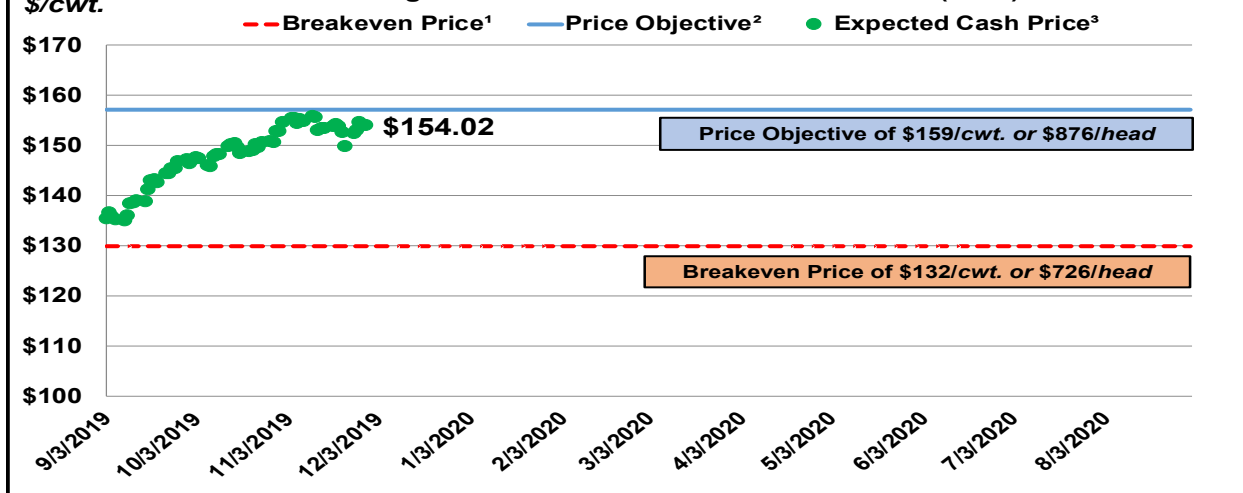 $/cwt.
Breakeven Price¹ Price Objective² Expected Cash Price³
$170
$160
$154.02
$150
Price Objective of $159/cwt. or $876/head
$140
$130
Breakeven Price of $132/cwt. or $726/head
$120
$110
$100
9/3/2019 10/3/2019 11/3/2019 12/3/2019 1/3/2020 2/3/2020 3/3/2020 4/3/2020 5/3/2020 6/3/2020 7/3/2020 8/3/2020